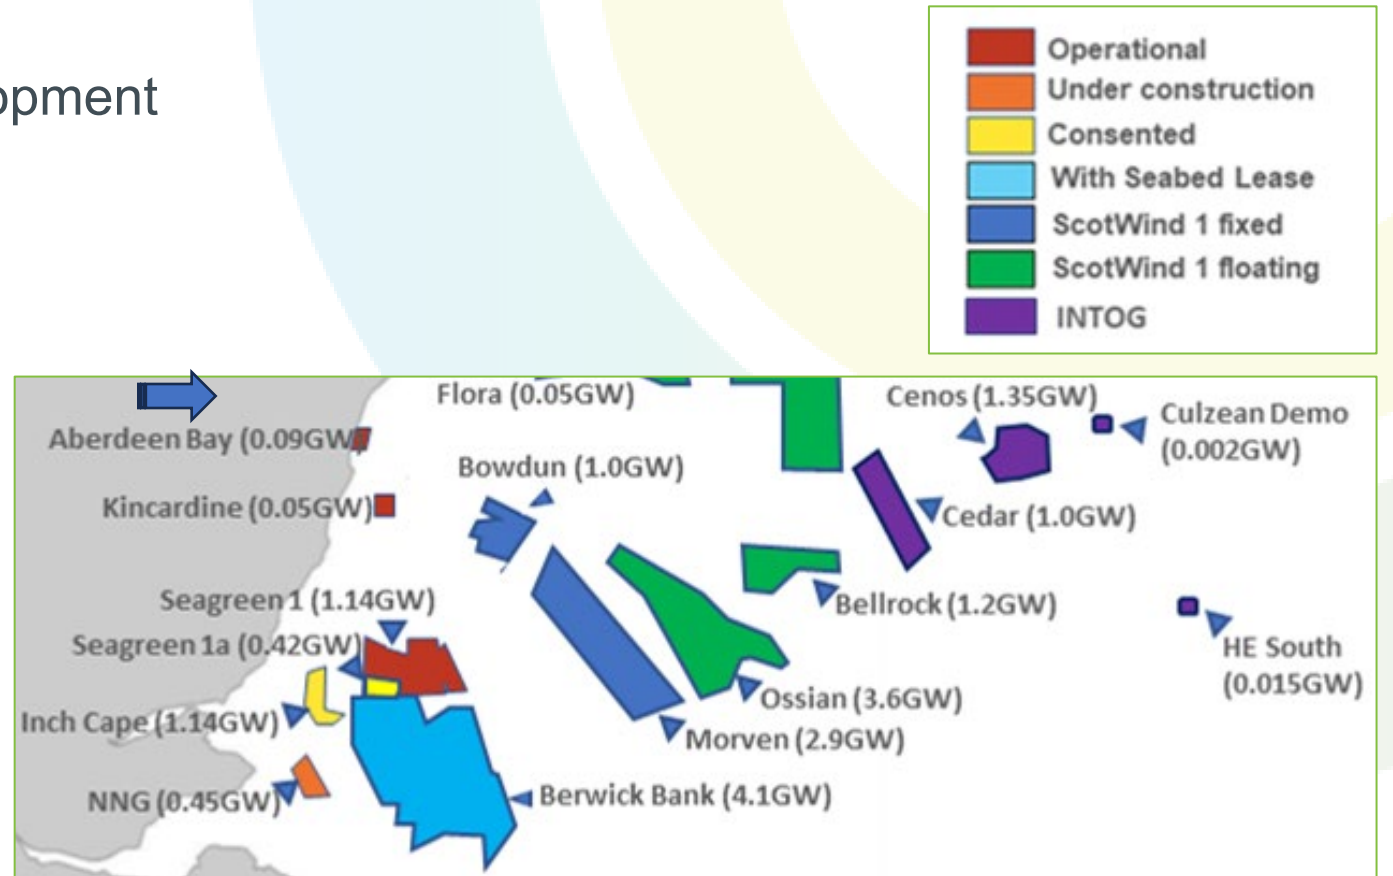 opment
Operational
Under construction
Consented
With Seabed Lease
ScotWind 1 fixed
ScotWind 1 floating
INTOG
Flora (0.05GW)
Cenos (1.35GW)
Culzean Demo
(0.002GW)
Aberdeen Bay (0.09GW
Bowdun (1.0GW)
Kincardine (0.05GW)
Cedar (1.0GW)
Seagreen 1 (1.14GW)
Bellrock (1.2GW)
Seagreen 1a (0.42GW)
HE South
(0.015GW)
Ossian (3.6GW)
Inch Cape (1.14GW)
Morven (2.9GW)
NNG (0.45GW)
Berwick Bank (4.1GW)